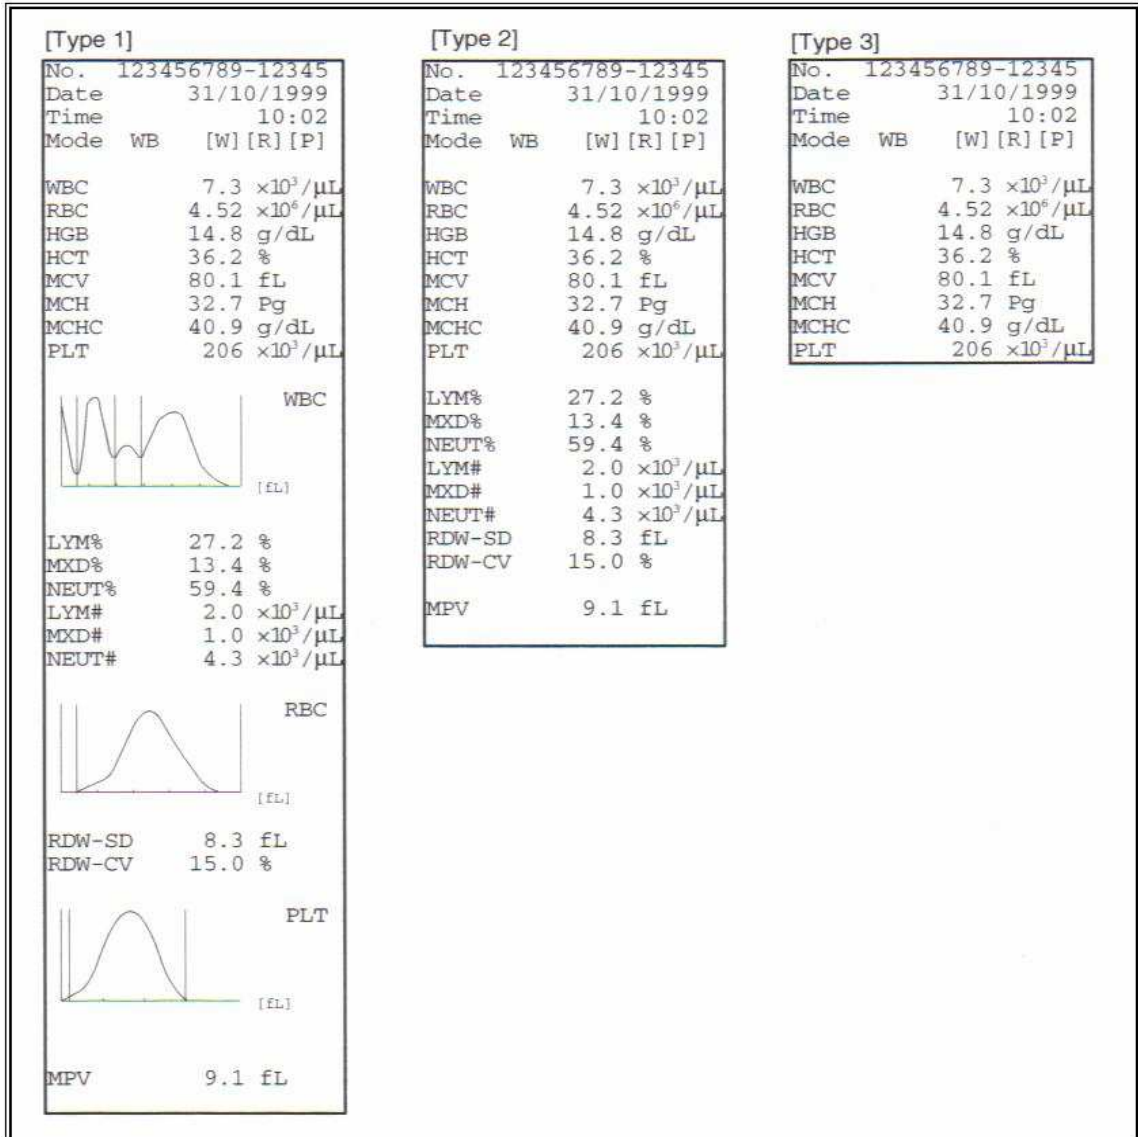 [Type 1]
No. 123456789-12345
Date 31/10/1999
Time 10:02
Mode WB [W][R][P]
WBC 7.3 ×10³/μL
RBC 4.52 ×10⁶/μL
HGB 14.8 g/dL
HCT 36.2 %
MCV 80.1 fL
MCH 32.7 Pg
MCHC 40.9 g/dL
PLT 206 ×10³/μL
WBC
[fL]
LYM% 27.2 %
MXD% 13.4 %
NEUT% 59.4 %
LYM# 2.0 ×10³/μL
MXD# 1.0 ×10³/μL
NEUT# 4.3 ×10³/μL
RBC
[fL]
RDW-SD 8.3 fL
RDW-CV 15.0 %
PLT
[fL]
MPV 9.1 fL
[Type 2]
No. 123456789-12345
Date 31/10/1999
Time 10:02
Mode WB [W][R][P]
WBC 7.3 ×10³/μL
RBC 4.52 ×10⁶/μL
HGB 14.8 g/dL
HCT 36.2 %
MCV 80.1 fL
MCH 32.7 Pg
MCHC 40.9 g/dL
PLT 206 ×10³/μL
LYM% 27.2 %
MXD% 13.4 %
NEUT% 59.4 %
LYM# 2.0 ×10³/μL
MXD# 1.0 ×10³/μL
NEUT# 4.3 ×10³/μL
RDW-SD 8.3 fL
RDW-CV 15.0 %
MPV 9.1 fL
[Type 3]
No. 123456789-12345
Date 31/10/1999
Time 10:02
Mode WB [W][R][P]
WBC 7.3 ×10³/μL
RBC 4.52 ×10⁶/μL
HGB 14.8 g/dL
HCT 36.2 %
MCV 80.1 fL
MCH 32.7 Pg
MCHC 40.9 g/dL
PLT 206 ×10³/μL